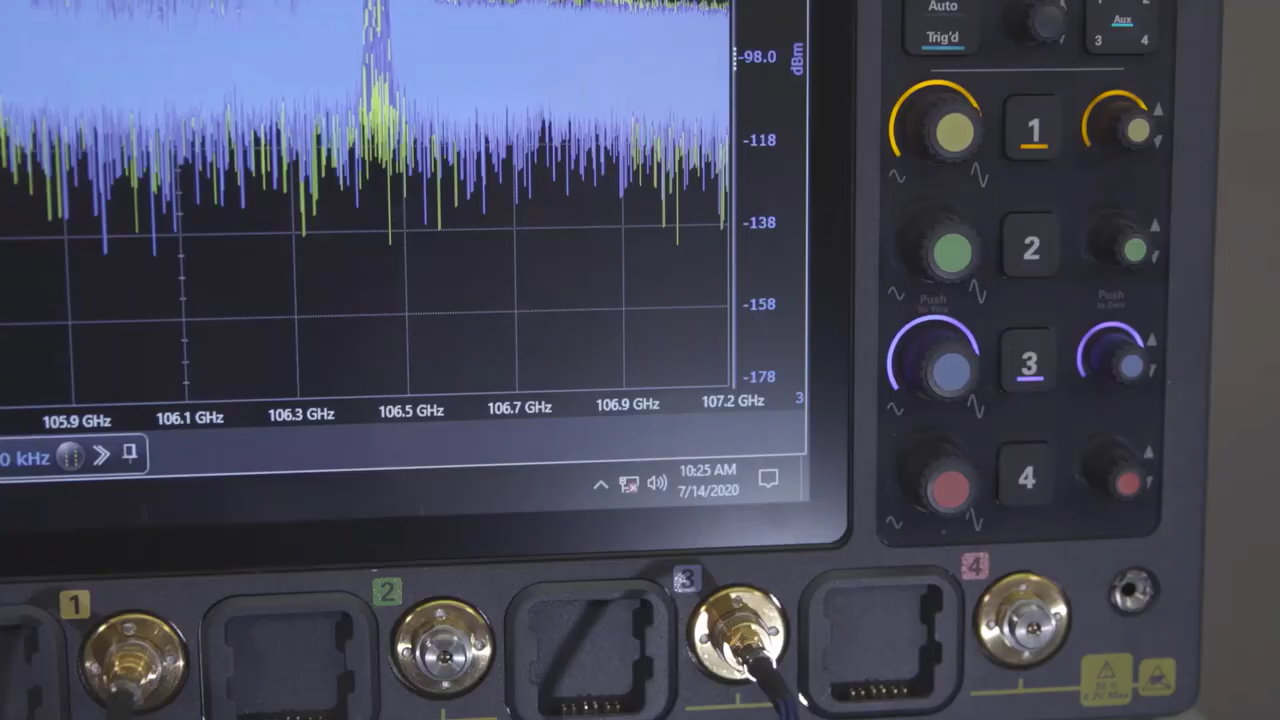 Auto
Trig'd
Aux
3 4
-98.0
dBm
-118
-138
-158
-178
1
2
Push
Push
3
4
105.9 GHz 106.1 GHz 106.3 GHz 106.5 GHz 106.7 GHz 106.9 GHz 107.2 GHz 3
0 kHz
10:25 AM
7/14/2020
1
2
3
4